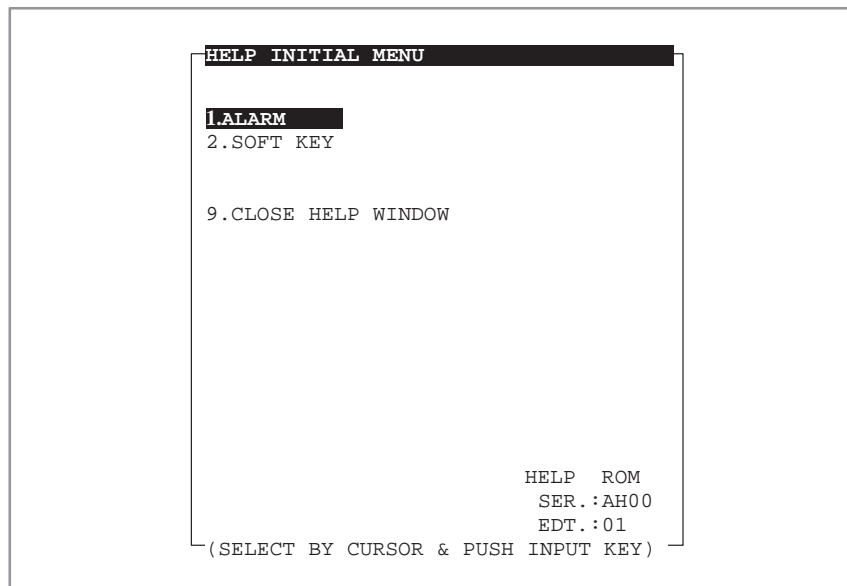 HELP INITIAL MENU
1.ALARM
2.SOFT KEY
9.CLOSE HELP WINDOW
HELP ROM
SER.:AH00
EDT.:01
(SELECT BY CURSOR & PUSH INPUT KEY)